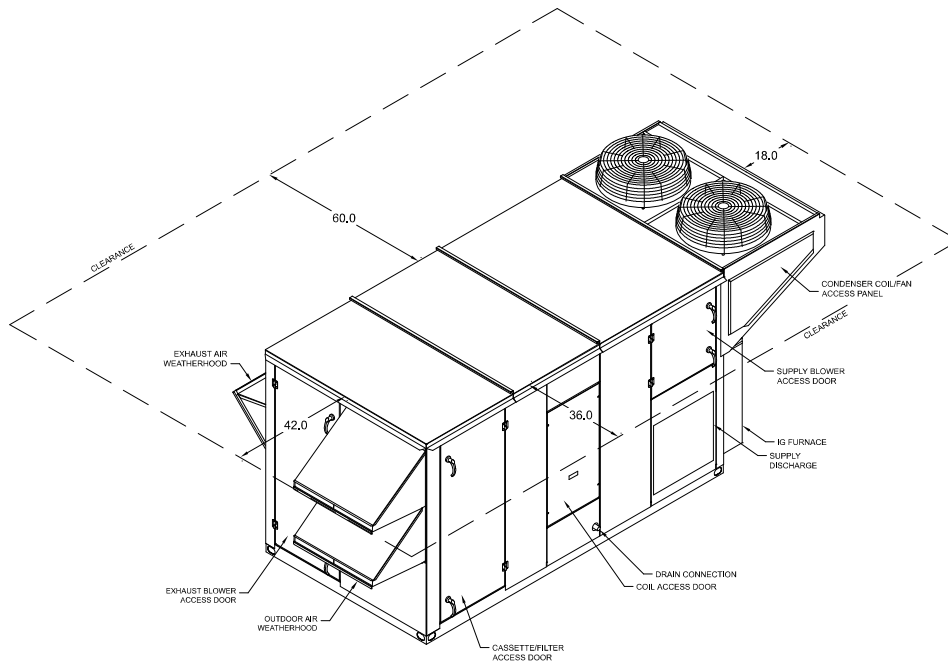 18.0
60.0
CLEARANCE
CONDENSER COIL/FAN
ACCESS PANEL
CLEARANCE
EXHAUST AIR
WEATHERHOOD
SUPPLY BLOWER
ACCESS DOOR
36.0
42.0
IG FURNACE
SUPPLY
DISCHARGE
DRAIN CONNECTION
COIL ACCESS DOOR
EXHAUST BLOWER
ACCESS DOOR
OUTDOOR AIR
WEATHERHOOD
CASSETTE/FILTER
ACCESS DOOR